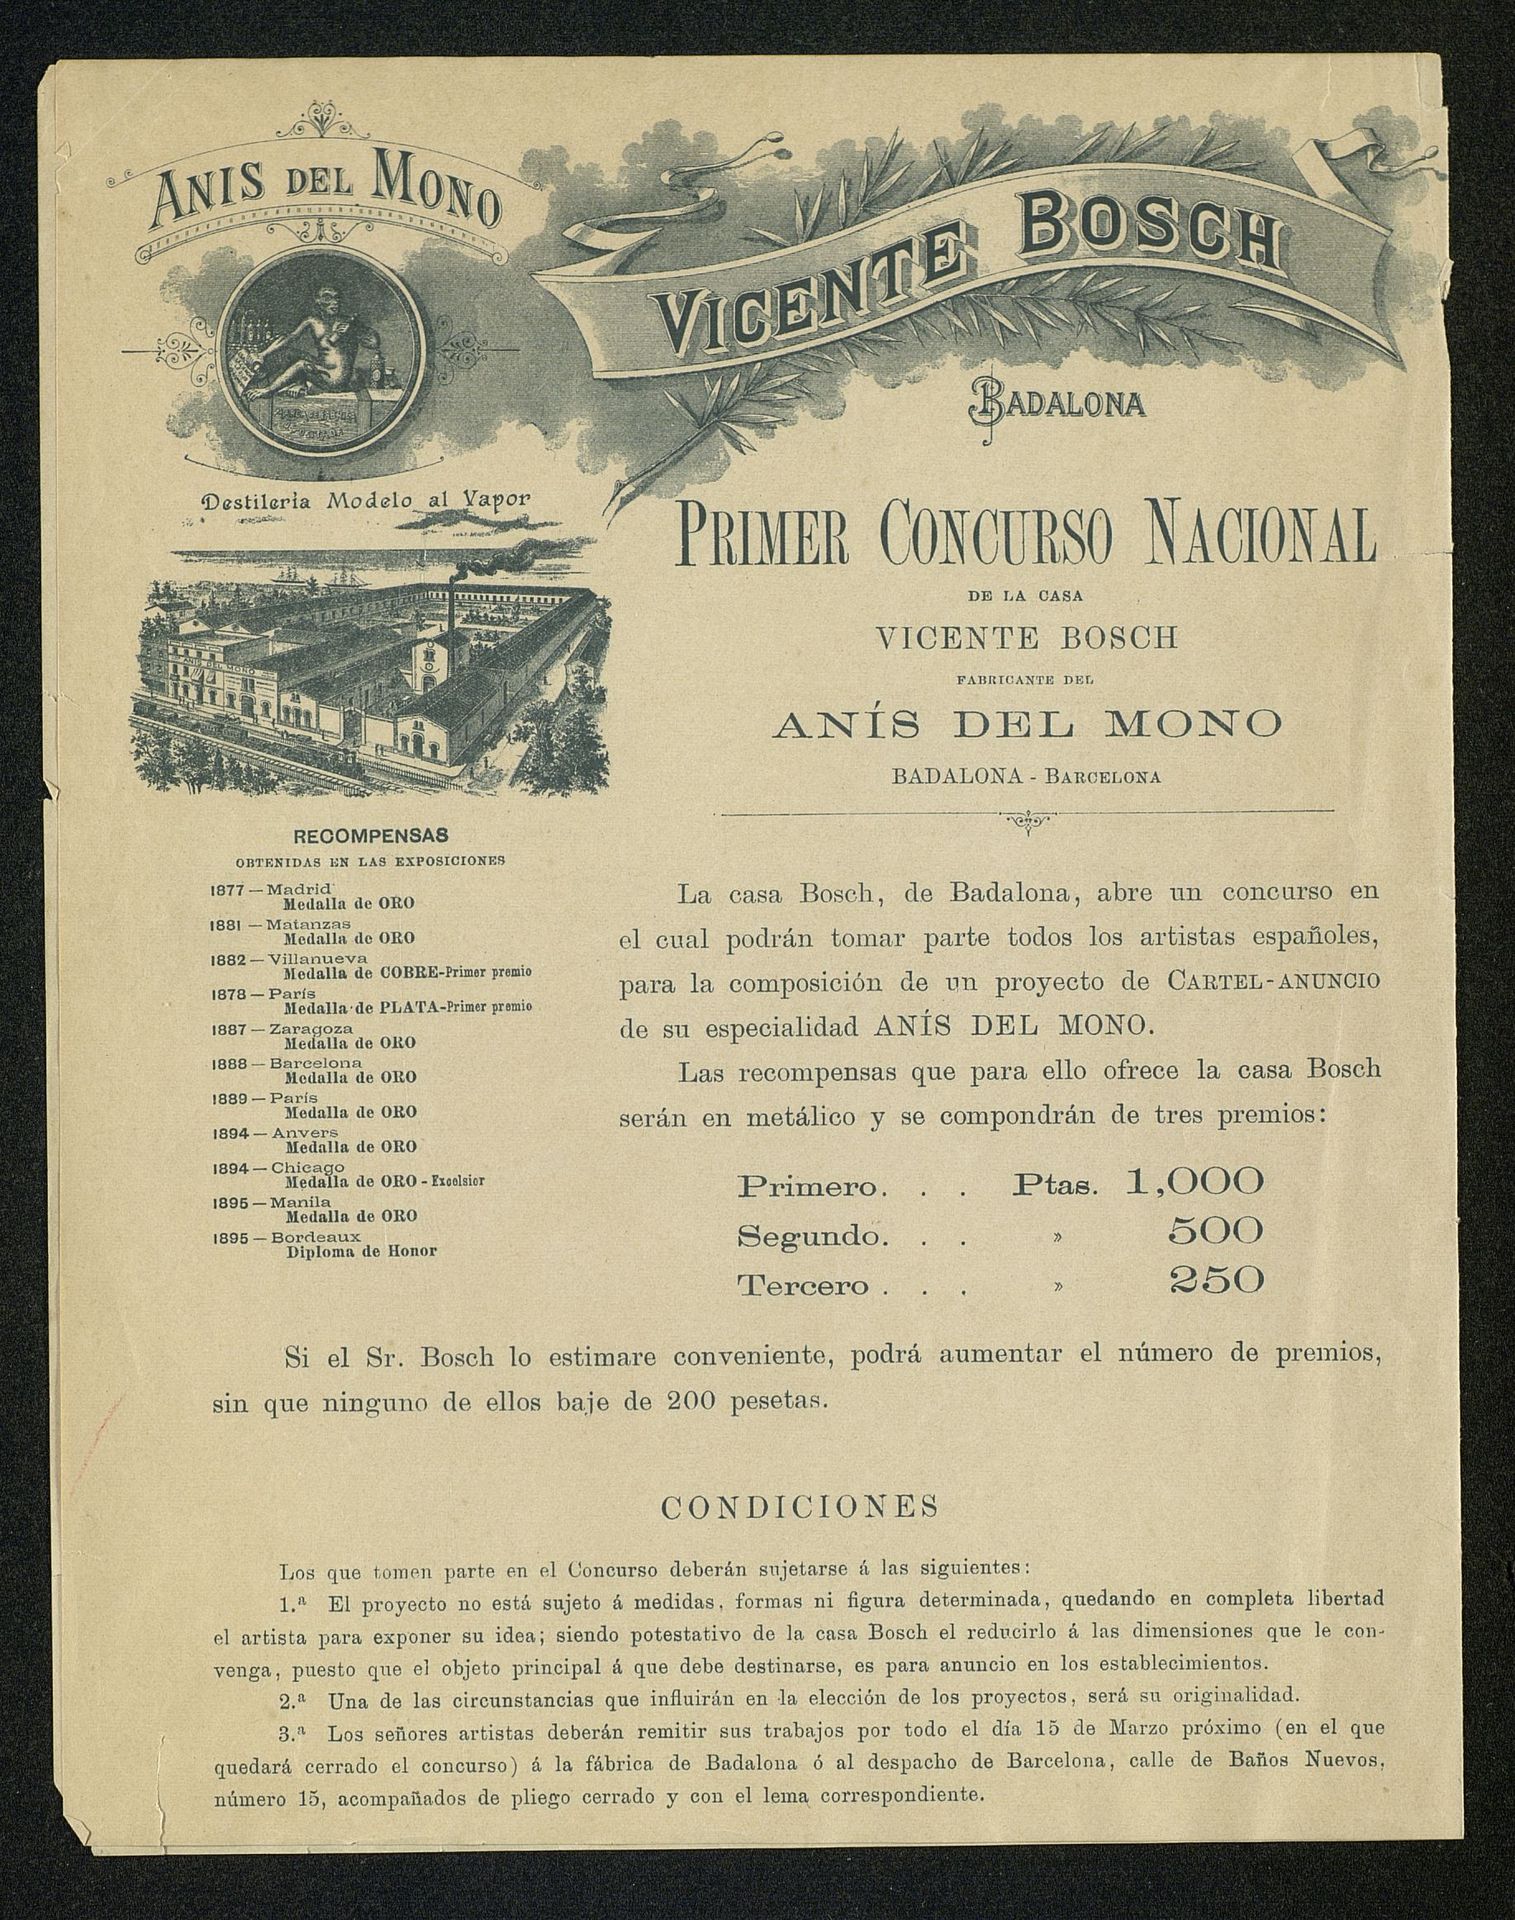 ANIS DEL MONO
VICENTE BOSCH
BADALONA
Destilería Modelo al Vapor
ANIS DEL MONO
PRIMER CONCURSO NACIONAL
DE LA CASA
VICENTE BOSCH
FABRICANTE DEL
ANÍS DEL MONO
BADALONA - BARCELONA
RECOMPENSAS
OBTENIDAS EN LAS EXPOSICIONES
1877 — Madrid
Medalla de ORO
1881 — Matanzas
Medalla de ORO
1882 — Villanueva
Medalla de COBRE-Primer premio
1878 — París
Medalla de PLATA-Primer premio
1887 — Zaragoza
Medalla de ORO
1888 — Barcelona
Medalla de ORO
1889 — París
Medalla de ORO
1894 — Anvers
Medalla de ORO
1894 — Chicago
Medalla de ORO - Excelsior
1895 — Manila
Medalla de ORO
1895 — Bordeaux
Diploma de Honor
La casa Bosch, de Badalona, abre un concurso en
el cual podrán tomar parte todos los artistas españoles,
para la composición de un proyecto de CARTEL-ANUNCIO
de su especialidad ANÍS DEL MONO.
Las recompensas que para ello ofrece la casa Bosch
serán en metálico y se compondrán de tres premios:
Primero. . . Ptas. 1,000
Segundo. . . » 500
Tercero . . . » 250
Si el Sr. Bosch lo estimare conveniente, podrá aumentar el número de premios,
sin que ninguno de ellos baje de 200 pesetas.
CONDICIONES
Los que tomen parte en el Concurso deberán sujetarse á las siguientes:
1.ª El proyecto no está sujeto á medidas, formas ni figura determinada, quedando en completa libertad
el artista para exponer su idea; siendo potestativo de la casa Bosch el reducirlo á las dimensiones que le con-
venga, puesto que el objeto principal á que debe destinarse, es para anuncio en los establecimientos.
2.ª Una de las circunstancias que influirán en la elección de los proyectos, será su originalidad.
3.ª Los señores artistas deberán remitir sus trabajos por todo el día 15 de Marzo próximo (en el que
quedará cerrado el concurso) á la fábrica de Badalona ó al despacho de Barcelona, calle de Baños Nuevos,
número 15, acompañados de pliego cerrado y con el lema correspondiente.